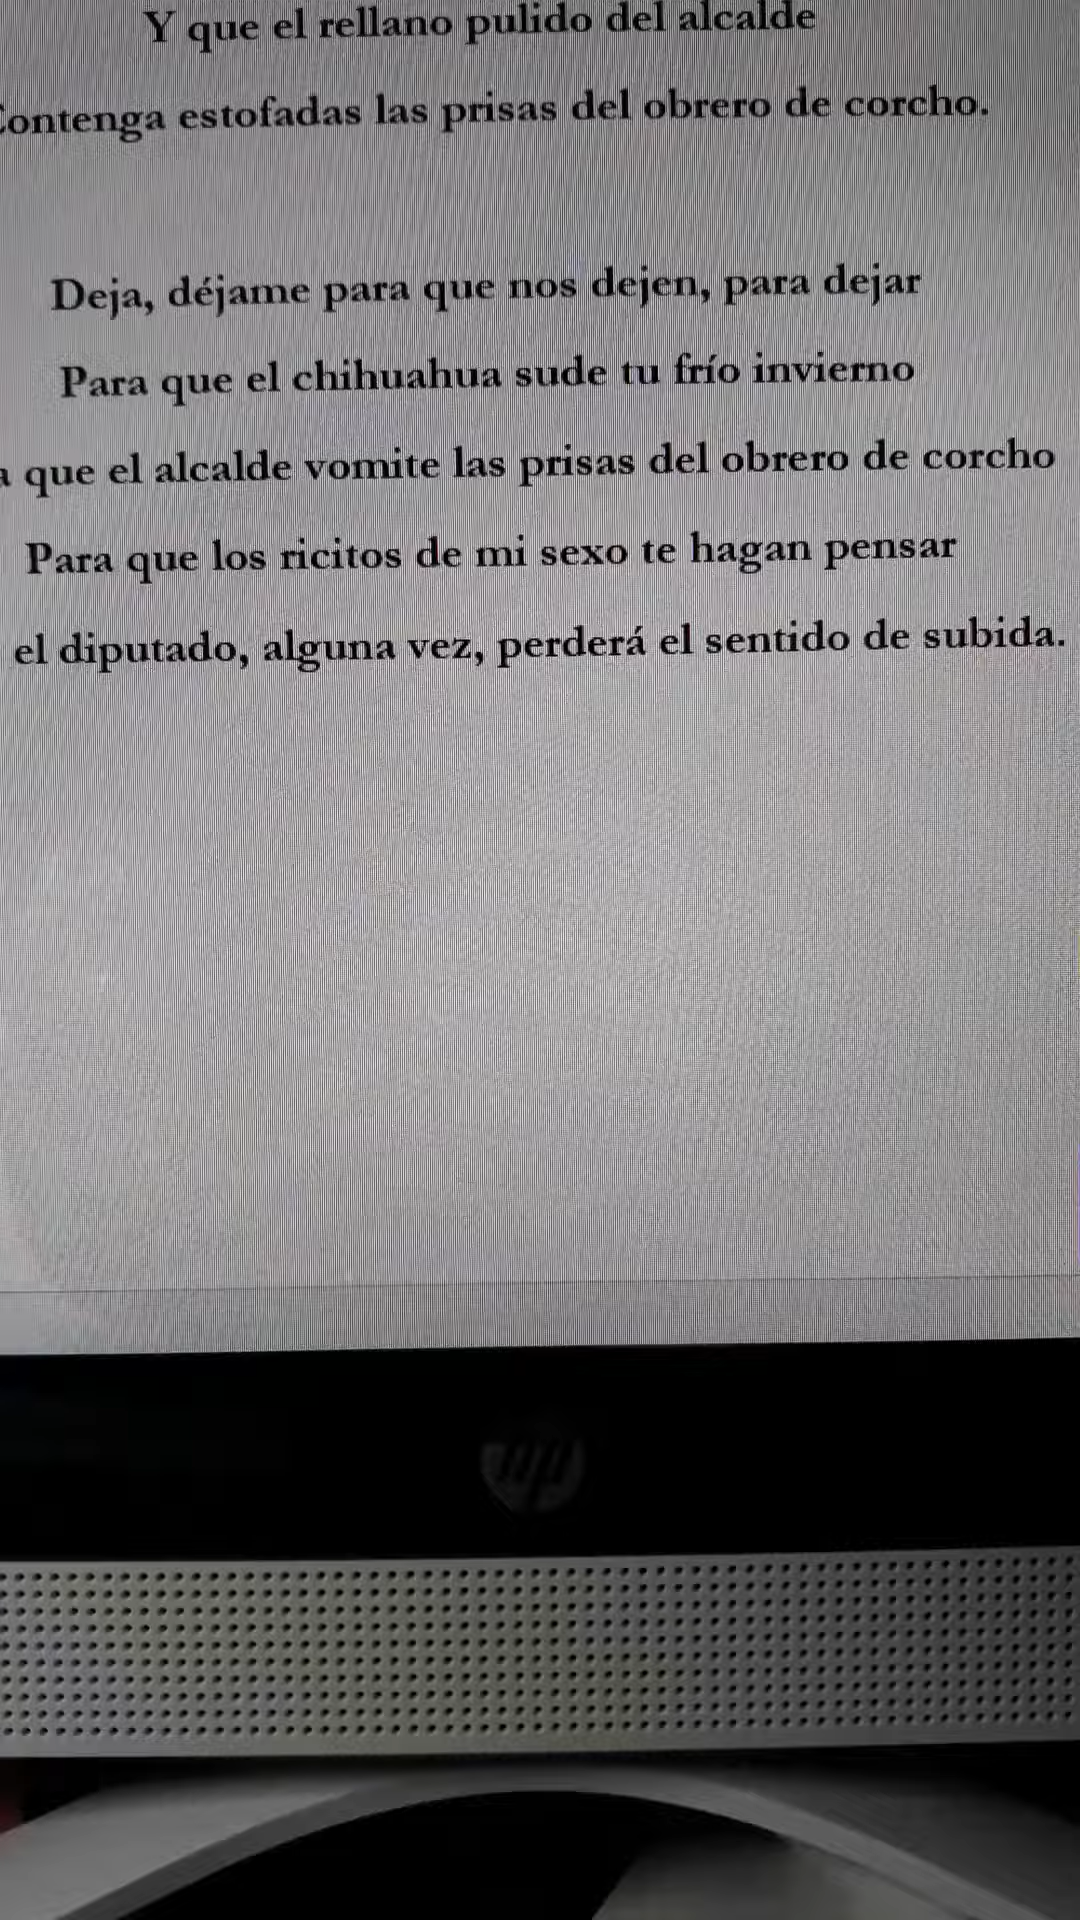 Y que el rellano pulido del alcalde
Contenga estofadas las prisas del obrero de corcho.
Deja, déjame para que nos dejen, para dejar
Para que el chihuahua sude tu frío invierno
que el alcalde vomite las prisas del obrero de corcho
Para que los ricitos de mi sexo te hagan pensar
el diputado, alguna vez, perderá el sentido de subida.
hp